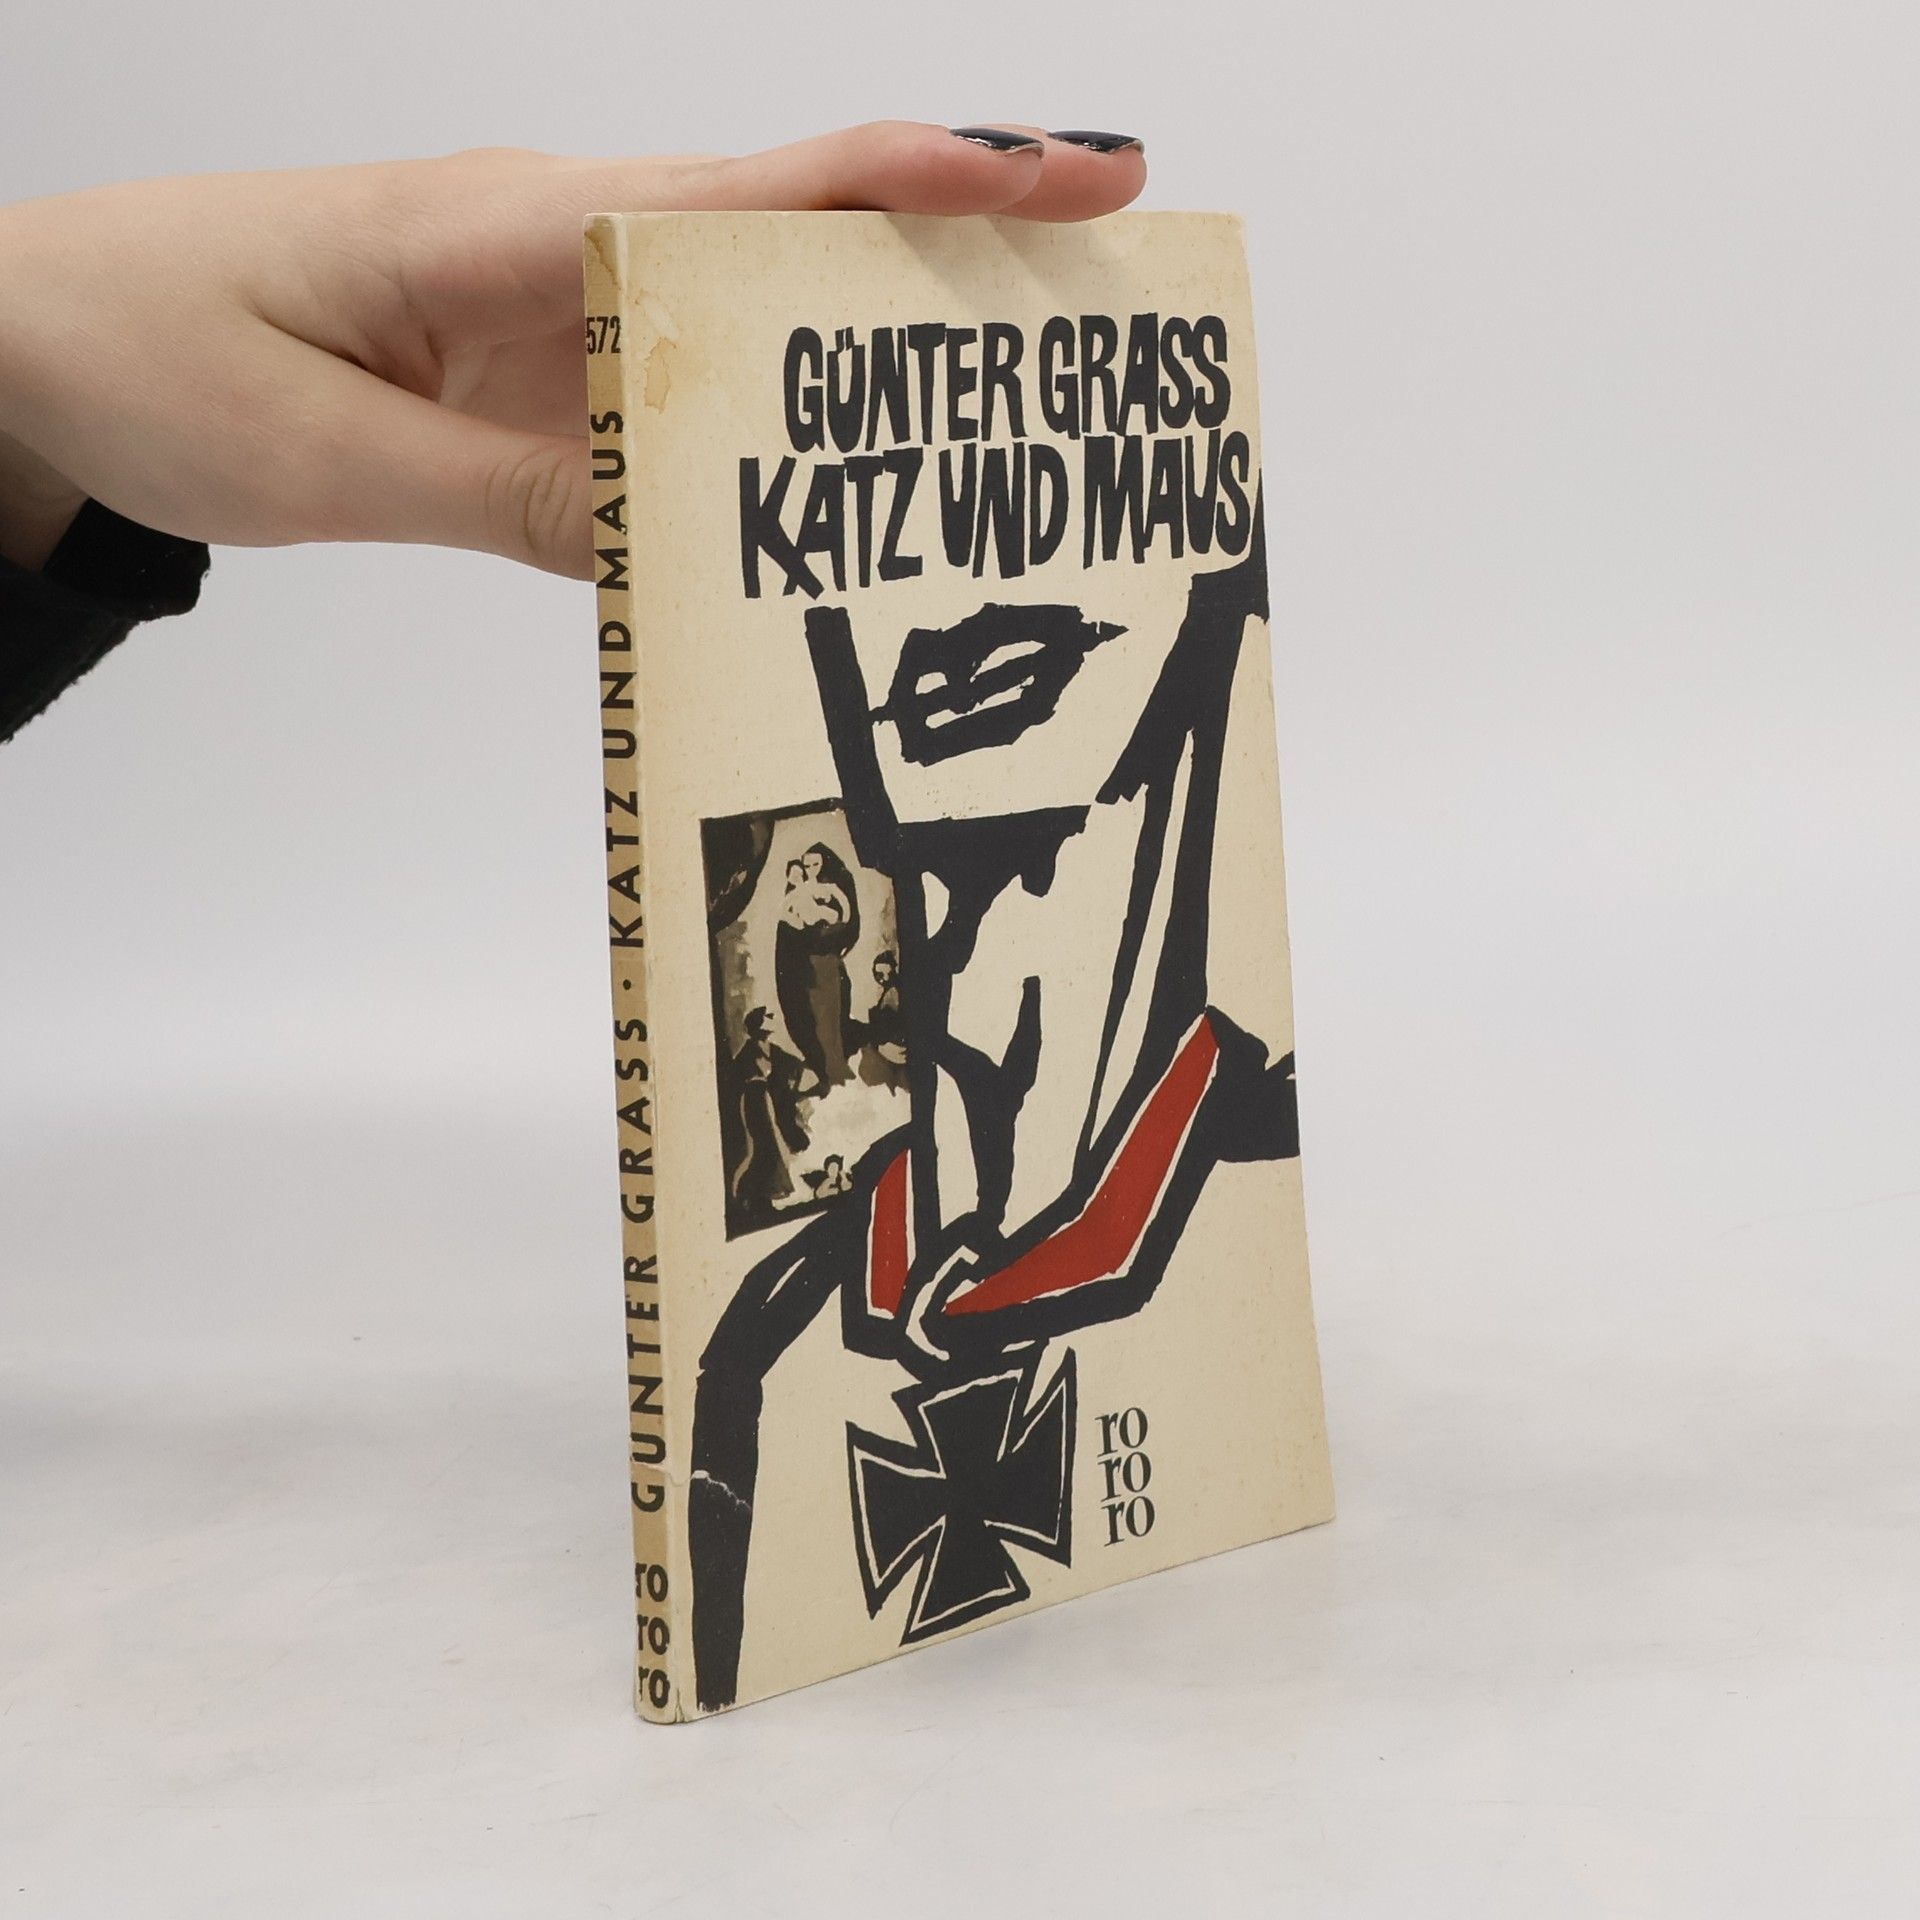 GÜNTER GRASS
KATZ UND MAUS
ro
ro
ro
572
GÜNTER GRASS · KATZ UND MAUS
ro
ro
ro